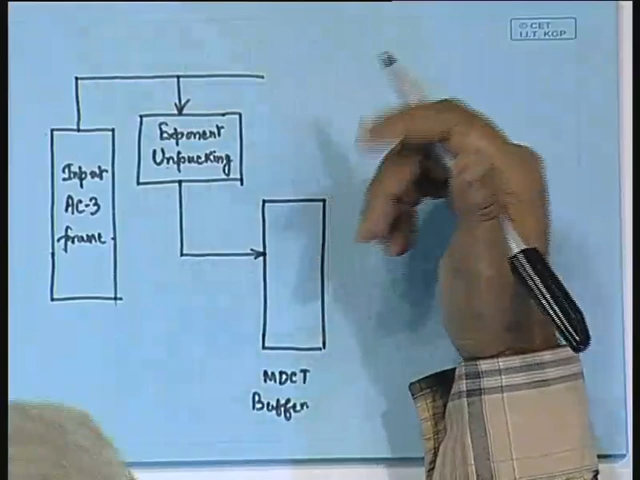 © CET
I.I.T. KGP
Exponent
Unpacking
Input
AC-3
frame
MDCT
Buffer